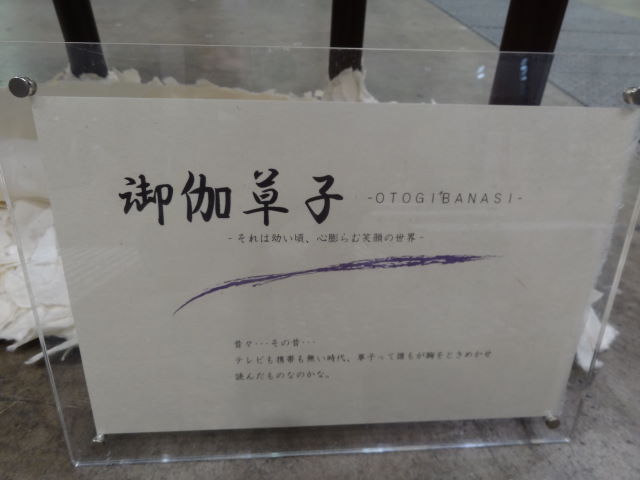 御伽草子 -OTOGI BANASI-
-それは幼い頃、心膨らむ笑顔の世界-
昔々・・・その昔・・・
テレビも携帯も無い時代、草子って誰もが胸をときめかせ
読んだものなのかな。